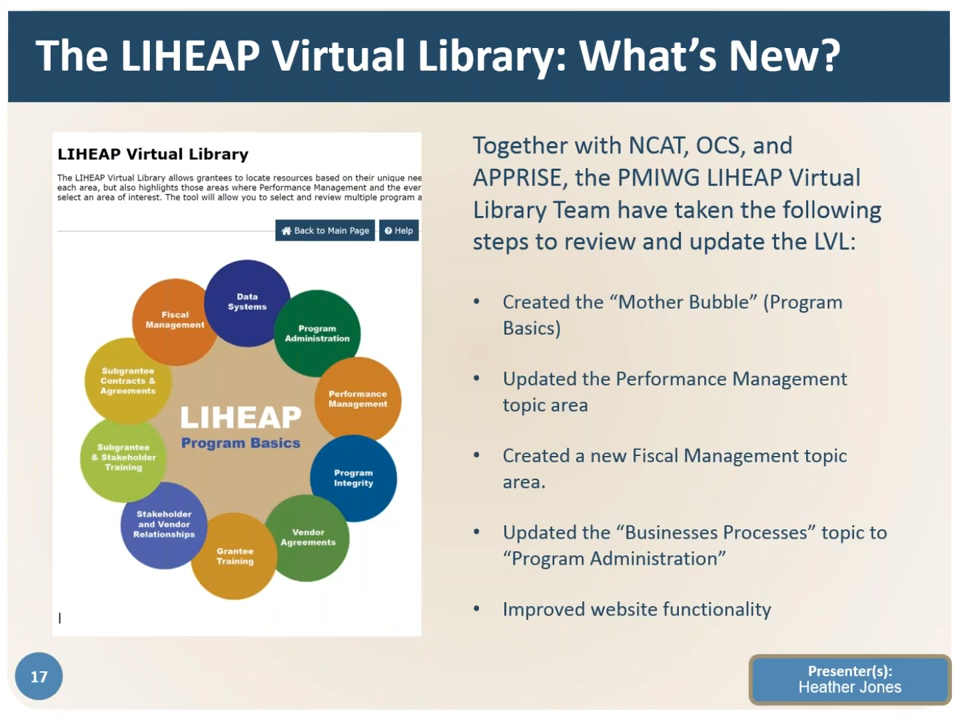 The LIHEAP Virtual Library: What's New?
LIHEAP Virtual Library
The LIHEAP Virtual Library allows grantees to locate resources based on their unique nee
each area, but also highlights those areas where Performance Management and the ever
select an area of interest. The tool will allow you to select and review multiple program a
Back to Main Page
Help
Data
Systems
Program
Administration
Performance
Management
Program
Integrity
Vendor
Agreements
Grantee
Training
Stakeholder
and Vendor
Relationships
Subgrantee
& Stakeholder
Training
Subgrantee
Contracts &
Agreements
Fiscal
Management
LIHEAP
Program Basics
Together with NCAT, OCS, and
APPRISE, the PMIWG LIHEAP Virtual
Library Team have taken the following
steps to review and update the LVL:
• Created the “Mother Bubble” (Program
Basics)
• Updated the Performance Management
topic area
• Created a new Fiscal Management topic
area.
• Updated the “Businesses Processes” topic to
“Program Administration”
• Improved website functionality
17
Presenter(s):
Heather Jones